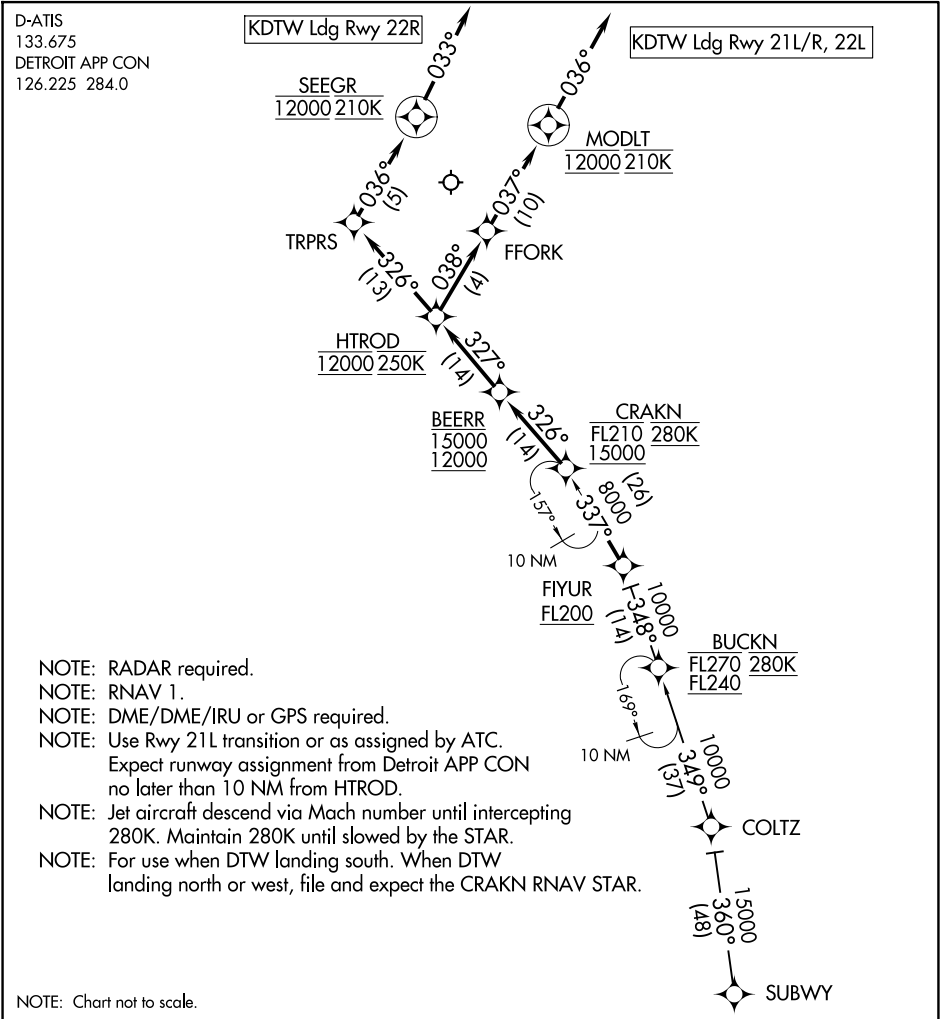 D-ATIS
133.675
DETROIT APP CON
126.225 284.0
KDTW Ldg Rwy 22R
KDTW Ldg Rwy 21L/R, 22L
033°
036°
SEEGR
12000 210K
MODLT
12000 210K
036°
(5)
037°
(10)
TRPRS
FFORK
326°
(13)
038°
(4)
HTROD
12000 250K
327°
(14)
BEERR
15000
12000
326°
(14)
CRAKN
FL210 280K
15000
(26)
8000
337°
157°
10 NM
FIYUR
FL200
10000
348°
(14)
BUCKN
FL270 280K
FL240
169°
10 NM
10000
349°
(37)
COLTZ
15000
360°
(48)
SUBWY
NOTE: RADAR required.
NOTE: RNAV 1.
NOTE: DME/DME/IRU or GPS required.
NOTE: Use Rwy 21L transition or as assigned by ATC.
Expect runway assignment from Detroit APP CON
no later than 10 NM from HTROD.
NOTE: Jet aircraft descend via Mach number until intercepting
280K. Maintain 280K until slowed by the STAR.
NOTE: For use when DTW landing south. When DTW
landing north or west, file and expect the CRAKN RNAV STAR.
NOTE: Chart not to scale.